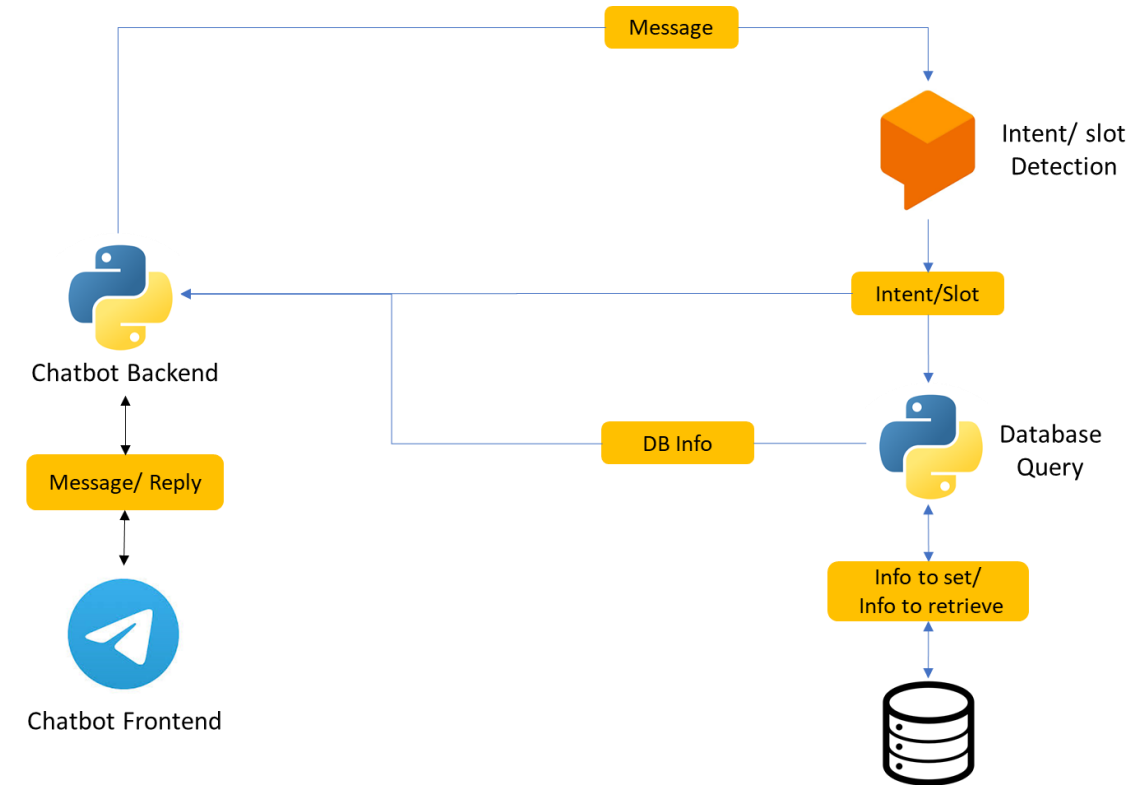 Message
Intent/ slot
Detection
Intent/Slot
Chatbot Backend
DB Info
Database
Query
Message/ Reply
Info to set/
Info to retrieve
Chatbot Frontend